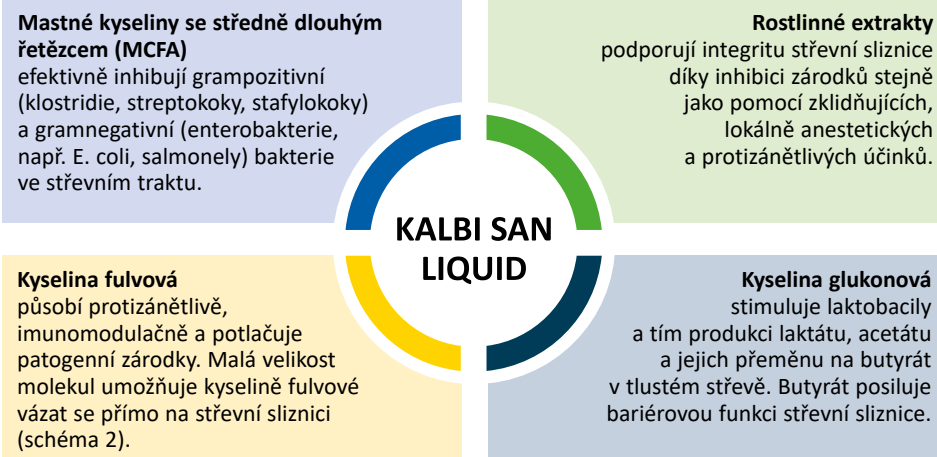 Mastné kyseliny se středně dlouhým
řetězcem (MCFA)
efektivně inhibují grampozitivní
(klostridie, streptokoky, stafylokoky)
a gramnegativní (enterobakterie,
např. E. coli, salmonely) bakterie
ve střevním traktu.
Rostlinné extrakty
podporují integritu střevní sliznice
díky inhibici zárodků stejně
jako pomocí zklidňujících,
lokálně anestetických
a protizánětlivých účinků.
KALBI SAN
LIQUID
Kyselina fulvová
působí protizánětlivě,
imunomodulačně a potlačuje
patogenní zárodky. Malá velikost
molekul umožňuje kyselině fulvové
vázat se přímo na střevní sliznici
(schéma 2).
Kyselina glukonová
stimuluje laktobacily
a tím produkci laktátu, acetátu
a jejich přeměnu na butyrát
v tlustém střevě. Butyrát posiluje
bariérovou funkci střevní sliznice.